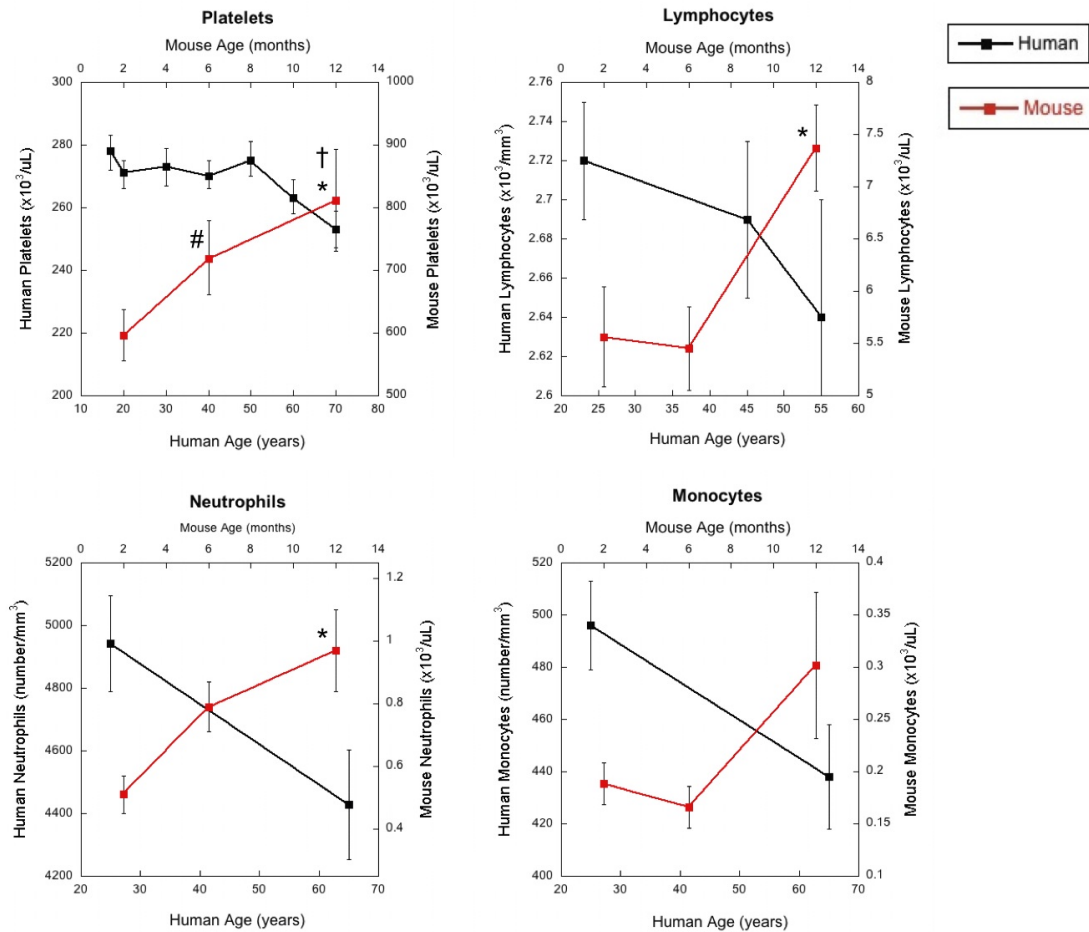 Platelets
Mouse Age (months)
0 2 4 6 8 10 12 14
300
280
260
240
220
200
Human Platelets (x10³/uL)
1000
900
800
700
600
500
Mouse Platelets (x10³/uL)
#
†
*
10 20 30 40 50 60 70 80
Human Age (years)
Lymphocytes
Mouse Age (months)
0 2 4 6 8 10 12 14
2.76
2.74
2.72
2.7
2.68
2.66
2.64
2.62
2.6
Human Lymphocytes (x10³/mm³)
8
7.5
7
6.5
6
5.5
5
Mouse Lymphocytes (x10³/uL)
*
20 25 30 35 40 45 50 55 60
Human Age (years)
Human
Mouse
Neutrophils
Mouse Age (months)
0 2 4 6 8 10 12 14
5200
5000
4800
4600
4400
4200
Human Neutrophils (number/mm³)
1.2
1
0.8
0.6
0.4
Mouse Neutrophils (x10³/uL)
*
20 30 40 50 60 70
Human Age (years)
Monocytes
Mouse Age (months)
0 2 4 6 8 10 12 14
520
500
480
460
440
420
400
Human Monocytes (number/mm³)
0.4
0.35
0.3
0.25
0.2
0.15
0.1
Mouse Monocytes (x10³/uL)
20 30 40 50 60 70
Human Age (years)